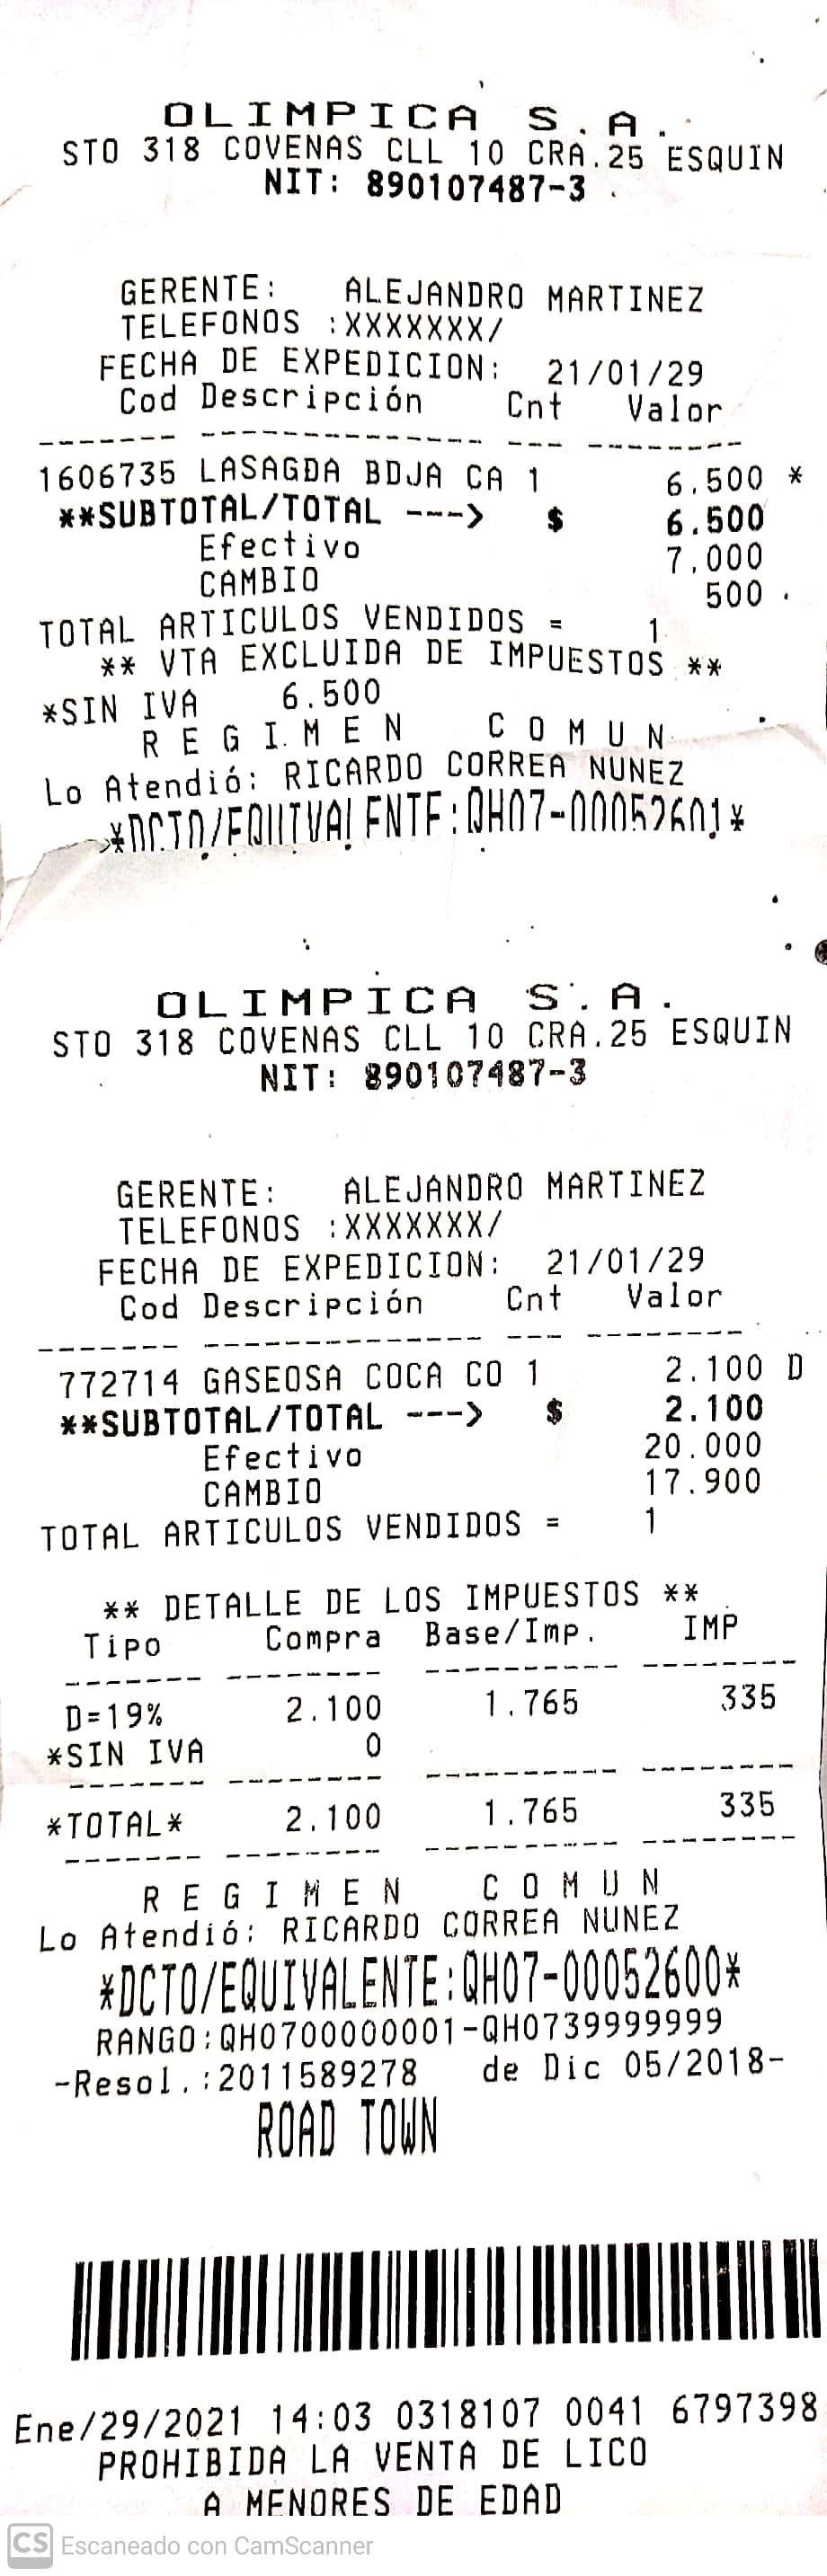 OLIMPICA S.A.
STO 318 COVENAS CLL 10 CRA.25 ESQUIN
NIT: 890107487-3
GERENTE: ALEJANDRO MARTINEZ
TELEFONOS :XXXXXXX/
FECHA DE EXPEDICION: 21/01/29
Cod Descripción Cnt Valor
1606735 LASAGDA BDJA CA 1 6.500 *
**SUBTOTAL/TOTAL ---> $ 6.500
Efectivo 7.000
CAMBIO 500
TOTAL ARTICULOS VENDIDOS = 1
** VTA EXCLUIDA DE IMPUESTOS **
*SIN IVA 6.500
REGIMEN COMUN
Lo Atendió: RICARDO CORREA NUNEZ
*DCTO/EQUIVALENTE:QH07-00052601*
OLIMPICA S.A.
STO 318 COVENAS CLL 10 CRA.25 ESQUIN
NIT: 890107487-3
GERENTE: ALEJANDRO MARTINEZ
TELEFONOS :XXXXXXX/
FECHA DE EXPEDICION: 21/01/29
Cod Descripción Cnt Valor
772714 GASEOSA COCA CO 1 2.100 D
**SUBTOTAL/TOTAL ---> $ 2.100
Efectivo 20.000
CAMBIO 17.900
TOTAL ARTICULOS VENDIDOS = 1
** DETALLE DE LOS IMPUESTOS **
Tipo Compra Base/Imp. IMP
D=19% 2.100 1.765 335
*SIN IVA 0
*TOTAL* 2.100 1.765 335
REGIMEN COMUN
Lo Atendió: RICARDO CORREA NUNEZ
*DCTO/EQUIVALENTE:QH07-00052600*
RANGO:QH0700000001-QH0739999999
-Resol.:2011589278 de Dic 05/2018-
ROAD TOWN
Ene/29/2021 14:03 0318107 0041 6797398
PROHIBIDA LA VENTA DE LICO
A MENORES DE EDAD
CS Escaneado con CamScanner